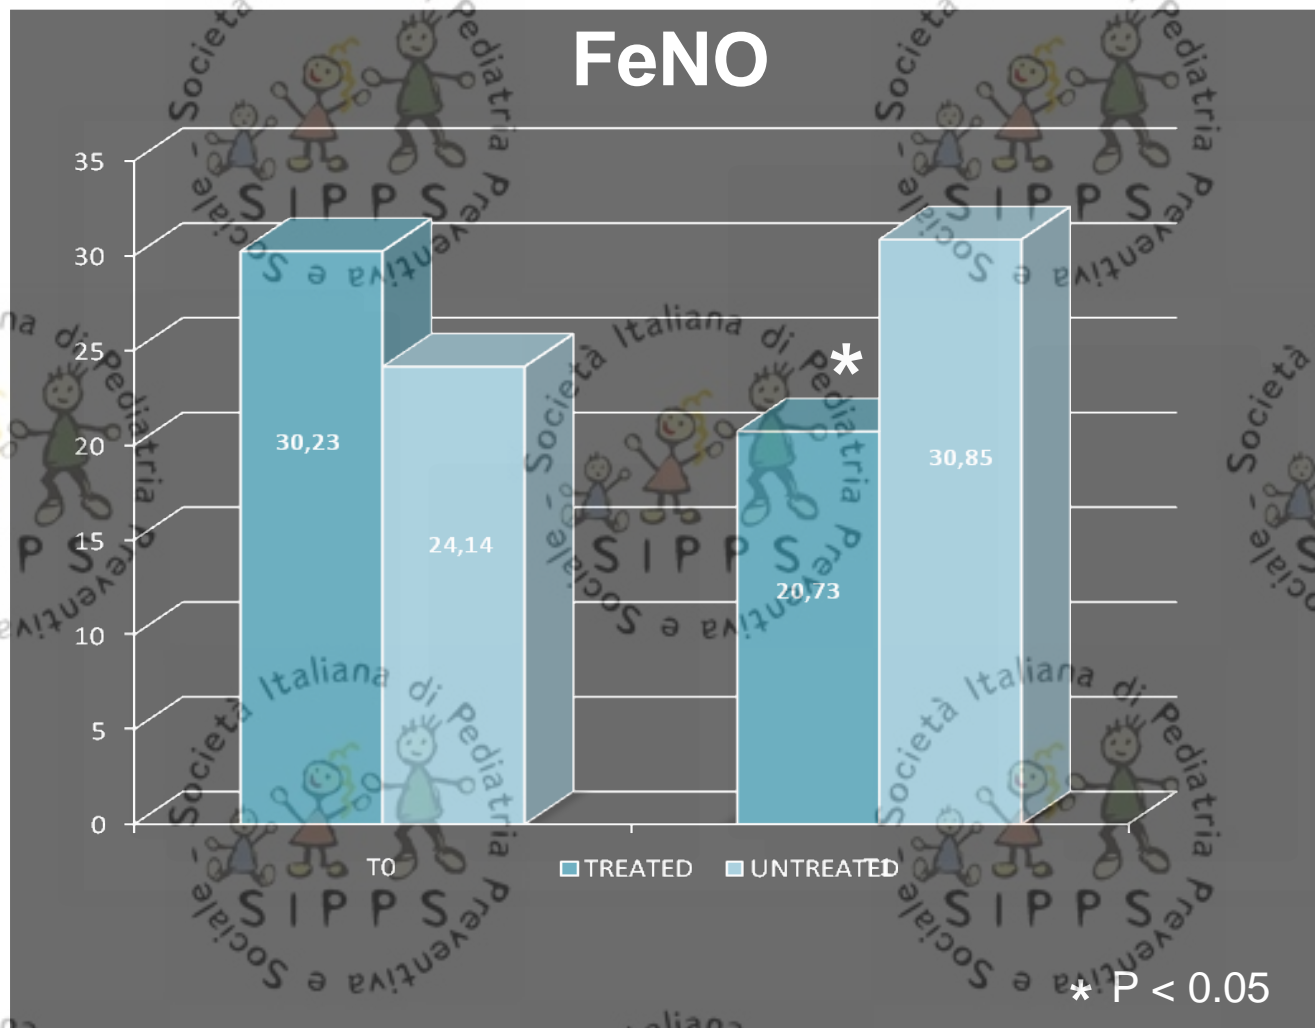 FeNO
35
30
25
20
15
10
5
0
30,23
24,14
*
20,73
30,85
T0
TREATED
UNTREATED
T1
* P < 0.05
Società Italiana di Pediatria Preventiva e Sociale -
SIPPS